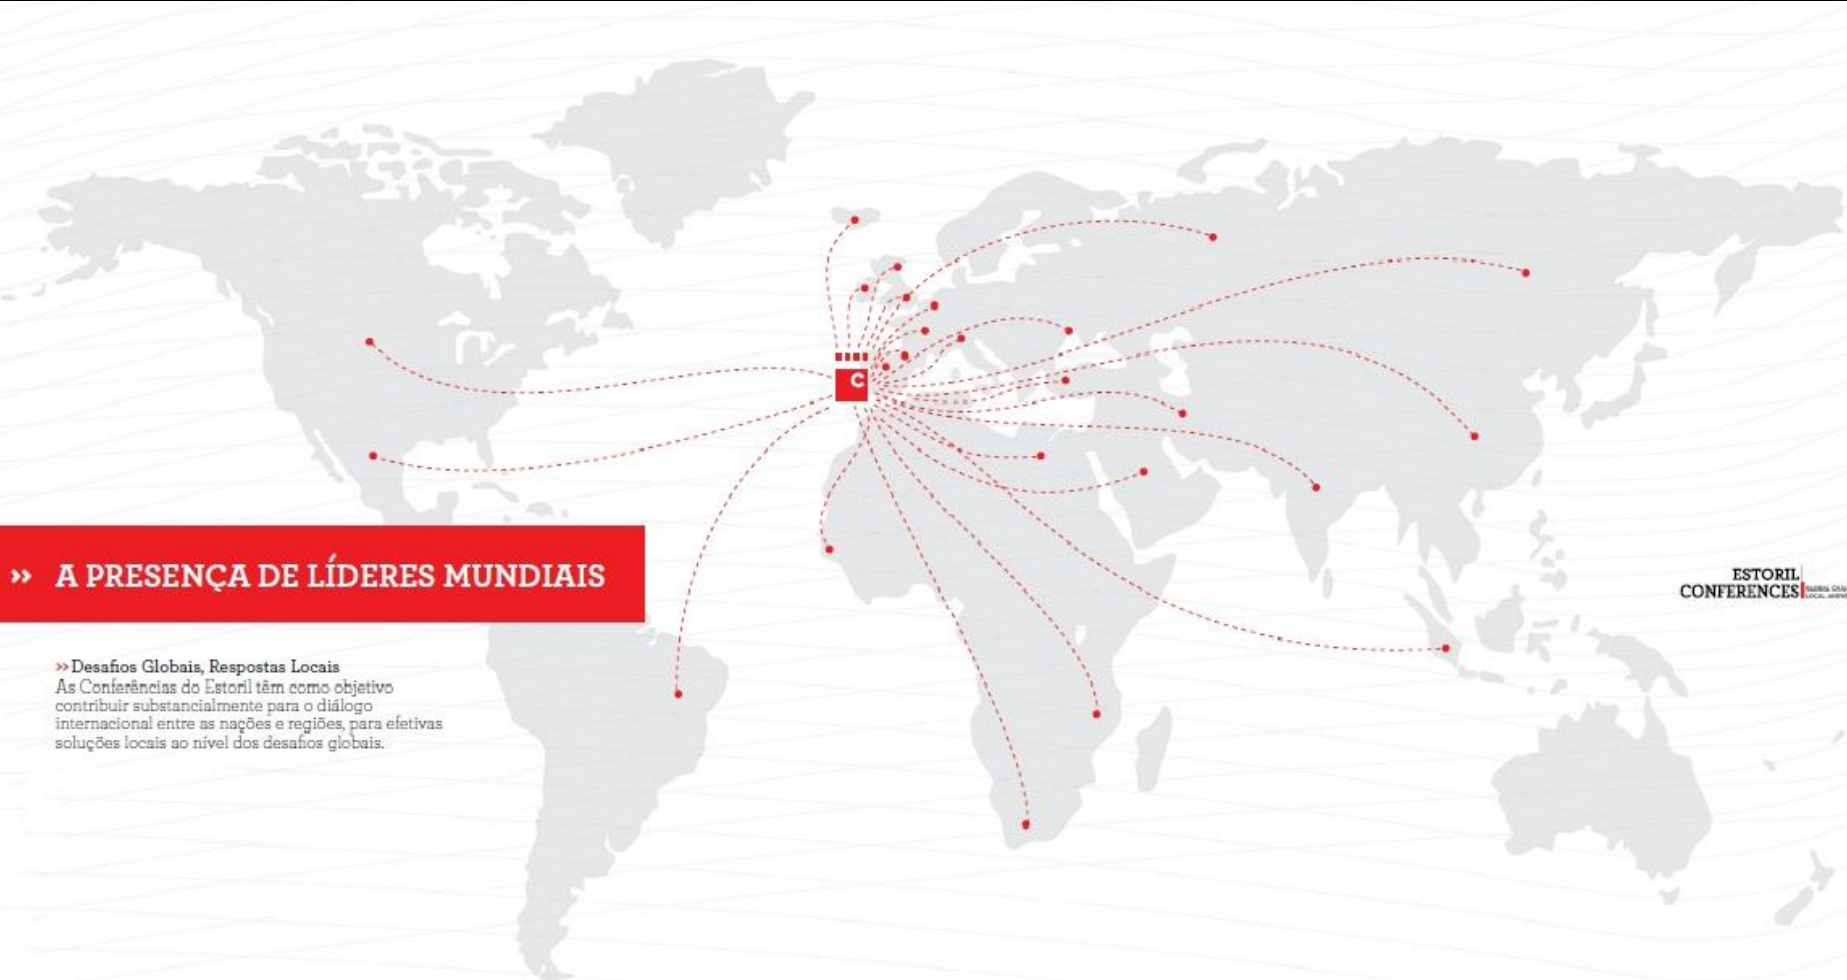 C
>> A PRESENÇA DE LÍDERES MUNDIAIS
ESTORIL
CONFERENCES
>> Desafios Globais, Respostas Locais
As Conferências do Estoril têm como objetivo
contribuir substancialmente para o diálogo
internacional entre as nações e regiões, para efetivas
soluções locais ao nível dos desafios globais.